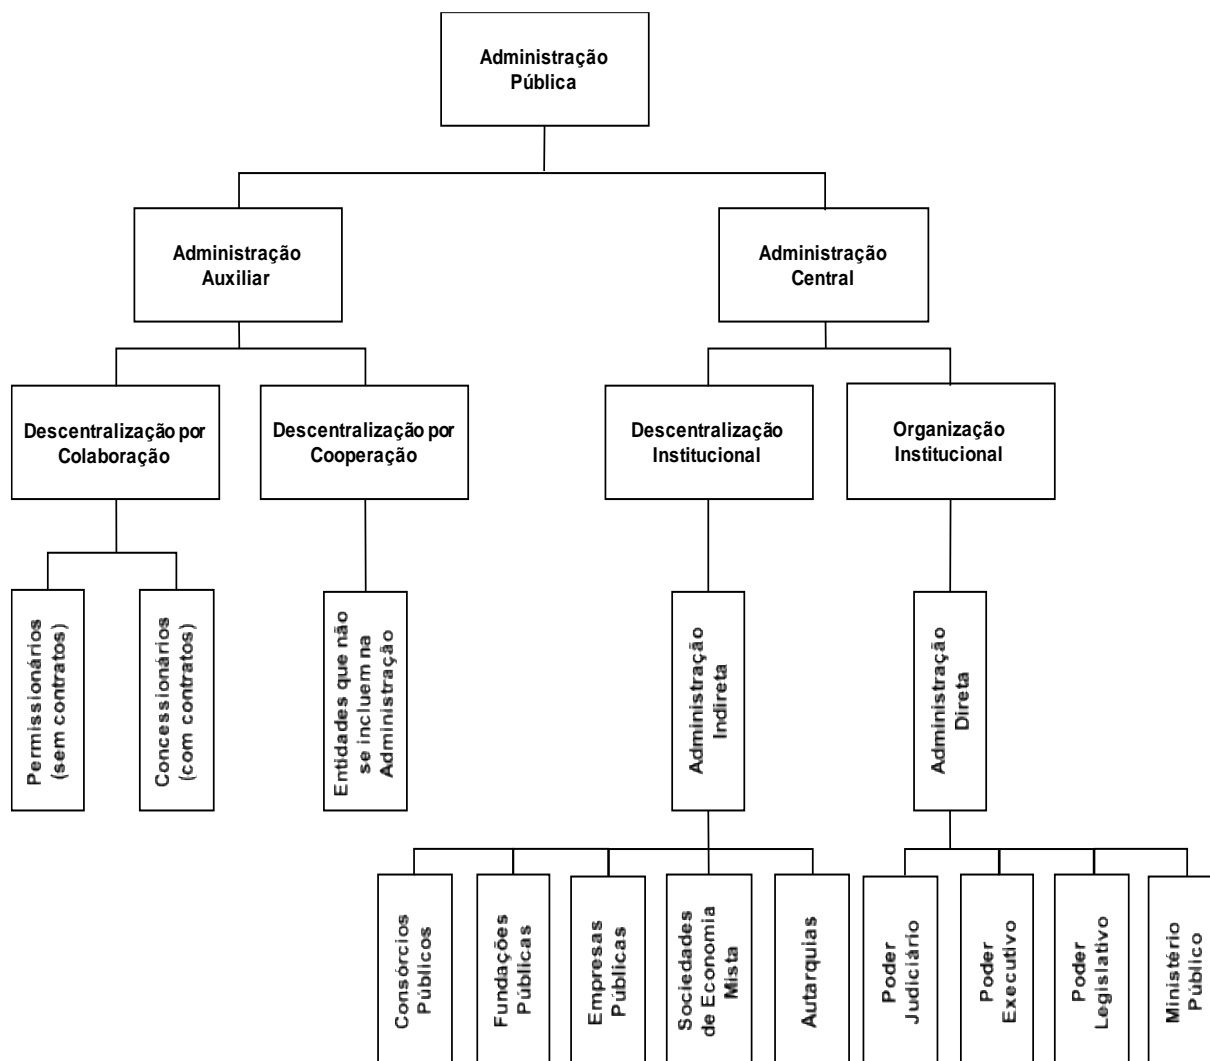 Administração
Pública
Administração
Auxiliar
Administração
Central
Descentralização por
Colaboração
Descentralização por
Cooperação
Descentralização
Institucional
Organização
Institucional
Permissionários
(sem contratos)
Concessionários
(com contratos)
Entidades que não
se incluem na
Administração
Administração
Indireta
Administração
Direta
Consórcios
Públicos
Fundações
Públicas
Empresas
Públicas
Sociedades
de Economia
Mista
Autarquias
Poder
Judiciário
Poder
Executivo
Poder
Legislativo
Ministério
Público